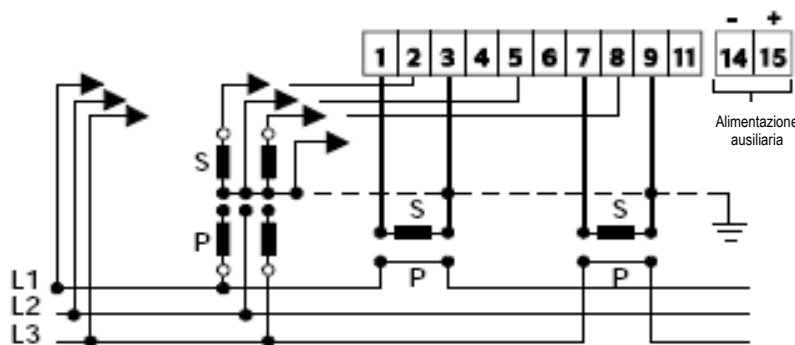 - +
1 2 3 4 5 6 7 8 9 11 14 15
Alimentazione
ausiliaria
S
S
S
P
P
P
L1
L2
L3